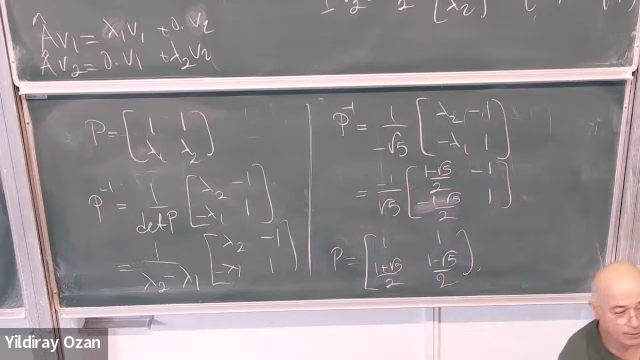 Âv₁ = λ₁v₁ + 0.v₂
Âv₂ = 0.v₁ + λ₂v₂
P = [1 1
λ₁ λ₂]
P⁻¹ = 1/detP [λ₂ -1
-λ₁ 1]
= 1/λ₂-λ₁ [λ₂ -1
-λ₁ 1]
P⁻¹ = 1/-√5 [λ₂ -1
-λ₁ 1]
= -1/√5 [1-√5/2 -1
-1-√5/2 1]
P = [1 1
1+√5/2 1-√5/2].
Yildiray Ozan